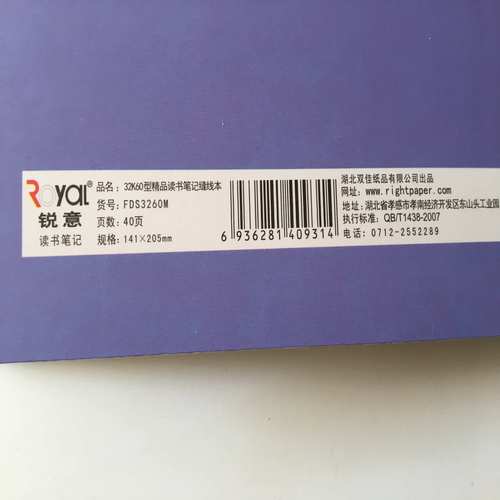 Royal®
锐意
读书笔记
品名：32K60型精品读书笔记缝线本
货号：FDS3260M
页数：40页
规格：141×205mm
6 936281 409314
湖北双佳纸品有限公司出品
网址：www.rightpaper.com
地址：湖北省孝感市孝南经济开发区东山头工业园
执行标准：QB/T1438-2007
电话：0712-2552289